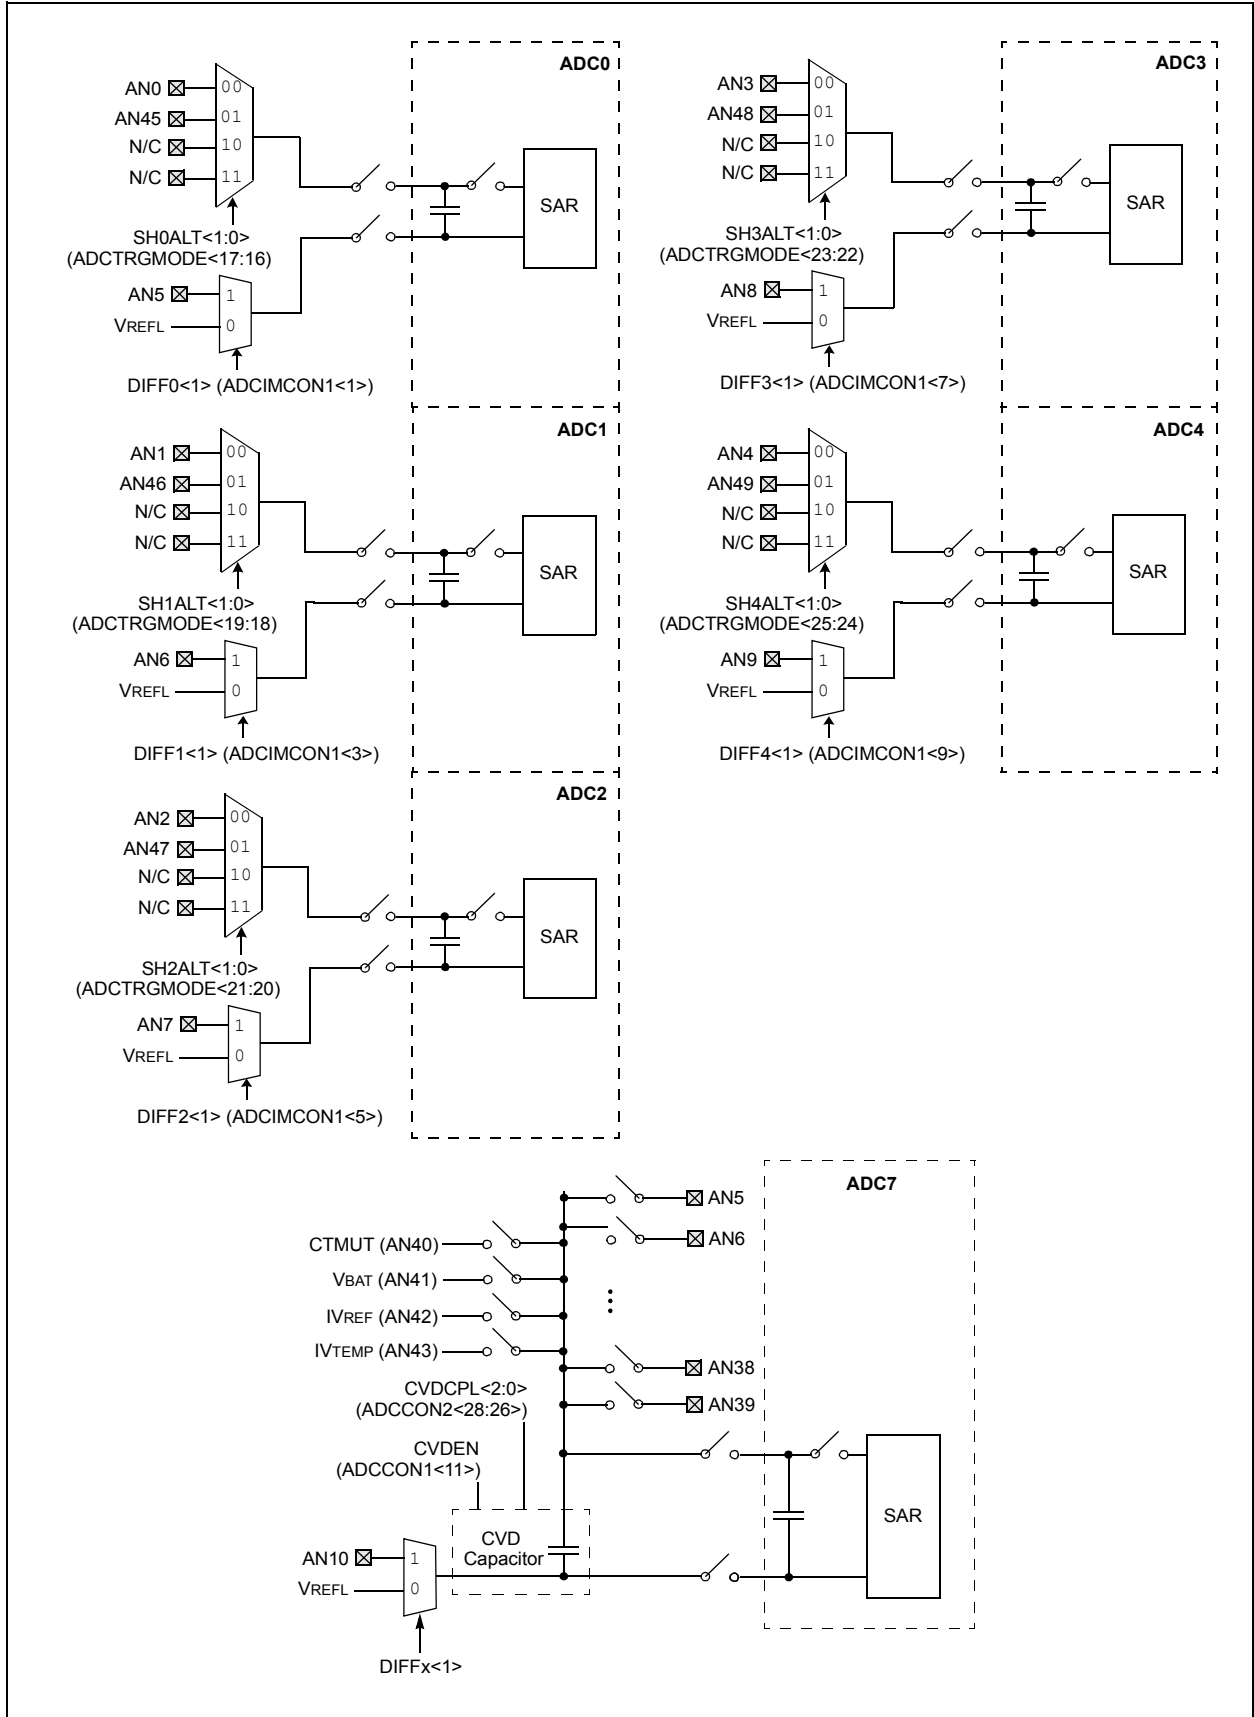 ADC0
AN0
00
AN45
01
N/C
10
N/C
11
SAR
SH0ALT<1:0>
(ADCTRGMODE<17:16)
AN5
1
VREFL
0
DIFF0<1> (ADCIMCON1<1>)
ADC3
AN3
00
AN48
01
N/C
10
N/C
11
SAR
SH3ALT<1:0>
(ADCTRGMODE<23:22)
AN8
1
VREFL
0
DIFF3<1> (ADCIMCON1<7>)
ADC1
AN1
00
AN46
01
N/C
10
N/C
11
SAR
SH1ALT<1:0>
(ADCTRGMODE<19:18)
AN6
1
VREFL
0
DIFF1<1> (ADCIMCON1<3>)
ADC4
AN4
00
AN49
01
N/C
10
N/C
11
SAR
SH4ALT<1:0>
(ADCTRGMODE<25:24)
AN9
1
VREFL
0
DIFF4<1> (ADCIMCON1<9>)
ADC2
AN2
00
AN47
01
N/C
10
N/C
11
SAR
SH2ALT<1:0>
(ADCTRGMODE<21:20)
AN7
1
VREFL
0
DIFF2<1> (ADCIMCON1<5>)
ADC7
AN5
AN6
CTMUT (AN40)
VBAT (AN41)
IVREF (AN42)
IVTEMP (AN43)
AN38
AN39
CVDCPL<2:0>
(ADCCON2<28:26>)
CVDEN
(ADCCON1<11>)
SAR
CVD
Capacitor
AN10
1
VREFL
0
DIFFx<1>